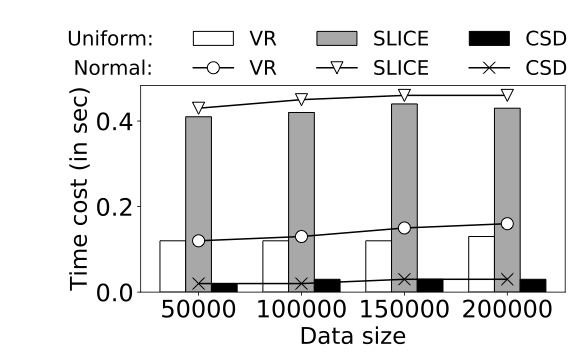 Uniform: VR SLICE CSD
Normal: VR SLICE CSD
Time cost (in sec)
0.4
0.2
0.0
50000 100000 150000 200000
Data size